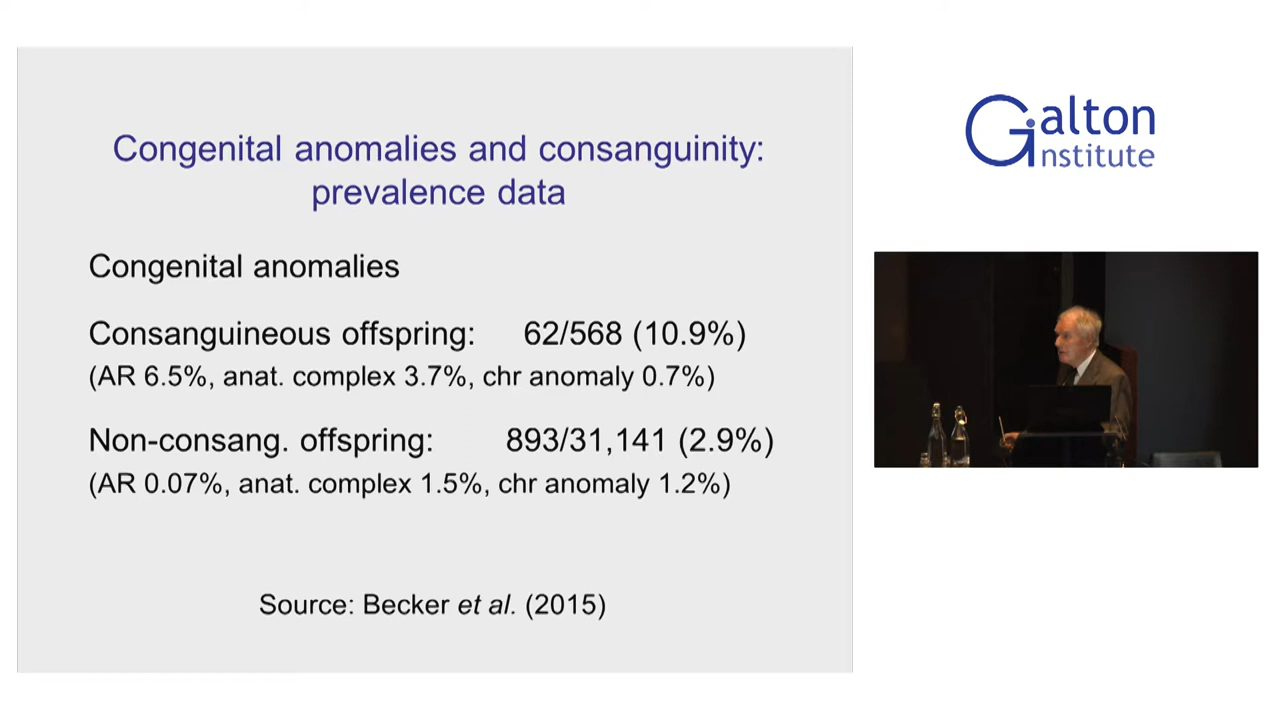 Congenital anomalies and consanguinity:
prevalence data
Congenital anomalies
Consanguineous offspring: 62/568 (10.9%)
(AR 6.5%, anat. complex 3.7%, chr anomaly 0.7%)
Non-consang. offspring: 893/31,141 (2.9%)
(AR 0.07%, anat. complex 1.5%, chr anomaly 1.2%)
Source: Becker et al. (2015)
Galton
Institute